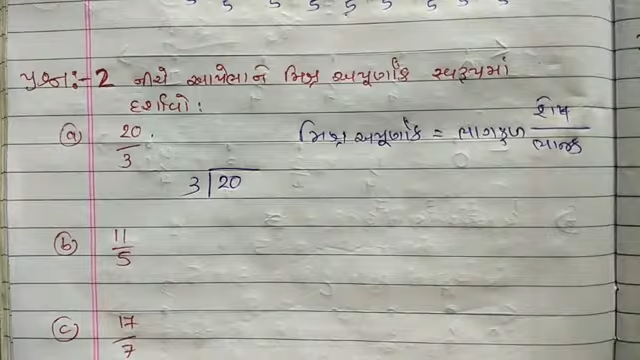 પ્રશ્ન:- 2 નીચે આપેલાને મિશ્ર અપૂર્ણાંક સ્વરૂપમાં
દર્શાવો:
(a) 20/3
મિશ્ર અપૂર્ણાંક = ભાગફળ શેષ/ભાજક
3 20
(b) 11/5
(c) 17/7